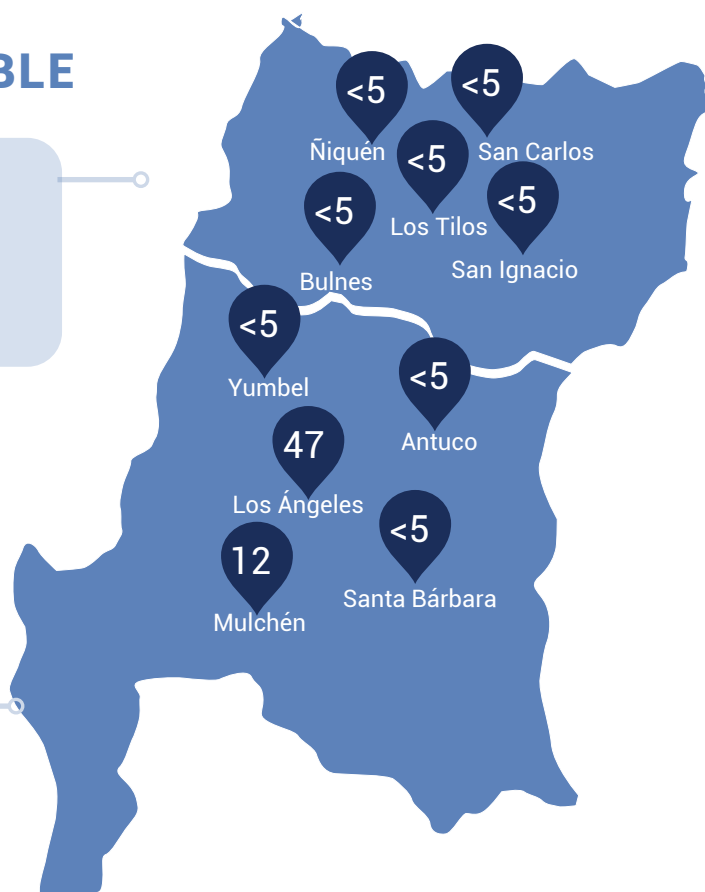 BLE
<5
<5
Ñiquén
<5
San Carlos
<5
<5
Los Tilos
San Ignacio
Bulnes
<5
Yumbel
<5
Antuco
47
Los Ángeles
<5
12
Santa Bárbara
Mulchén